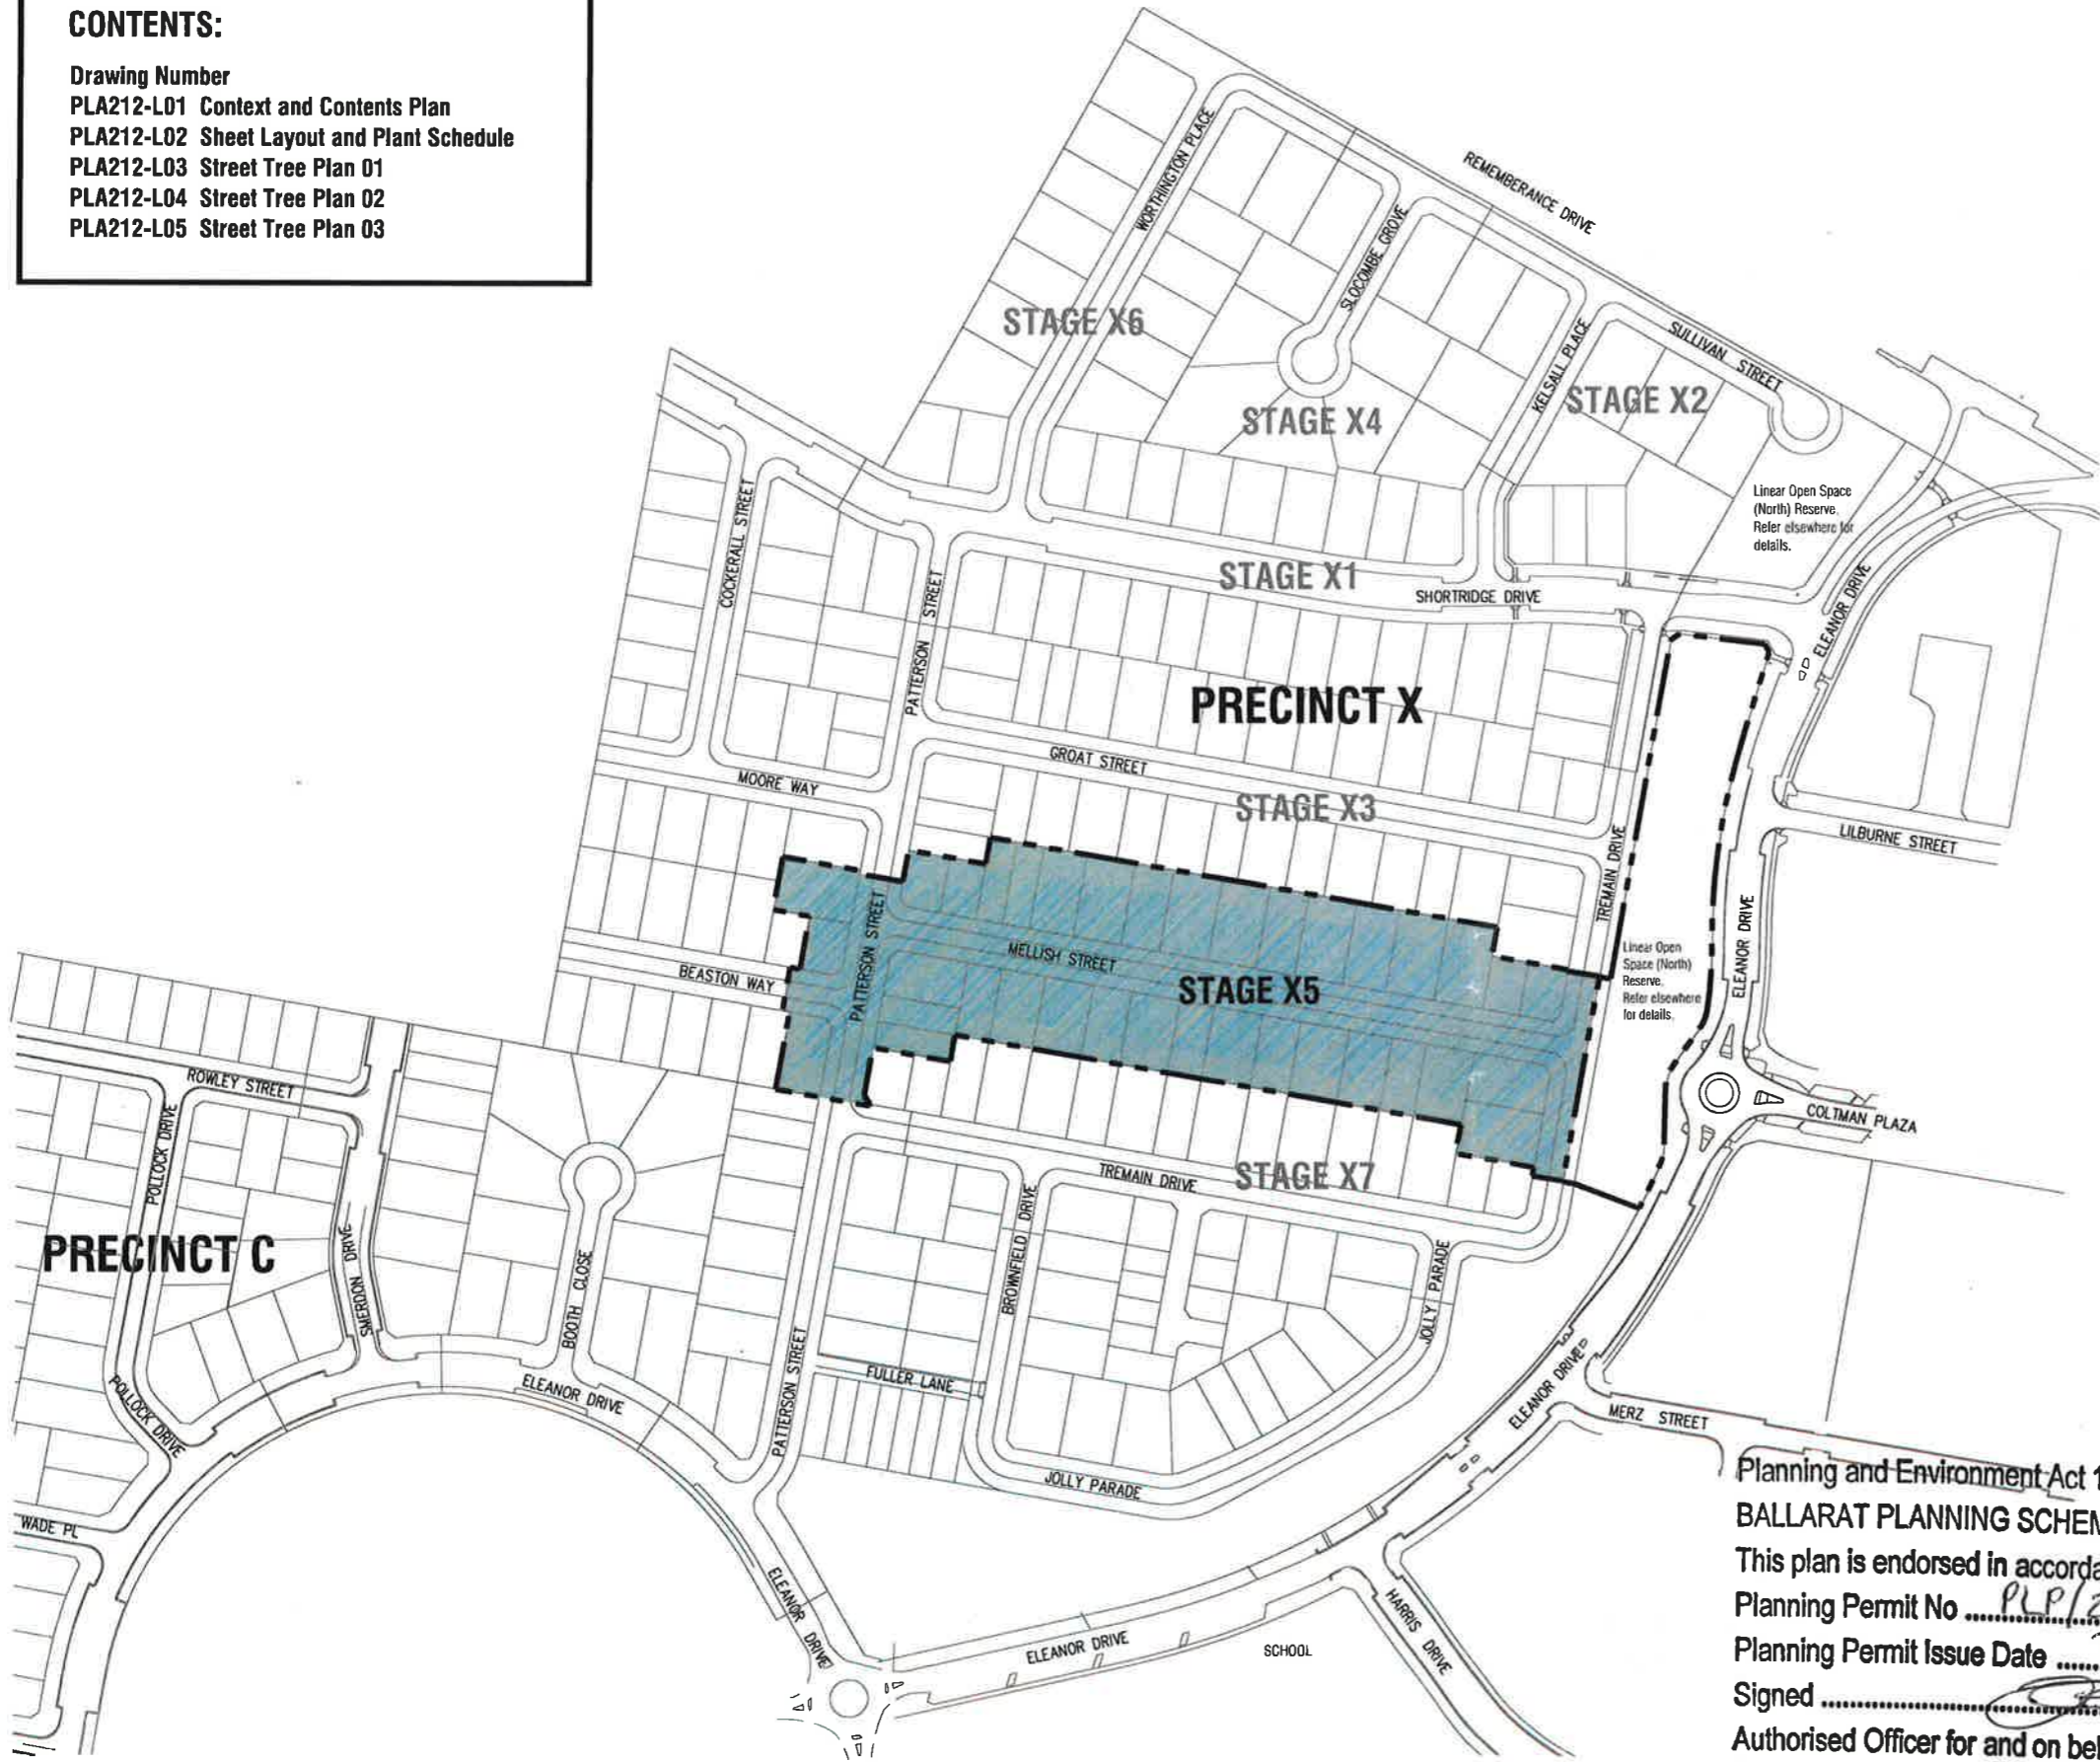 CONTENTS:
Drawing Number
PLA212-L01 Context and Contents Plan
PLA212-L02 Sheet Layout and Plant Schedule
PLA212-L03 Street Tree Plan 01
PLA212-L04 Street Tree Plan 02
PLA212-L05 Street Tree Plan 03
REMEMBERANCE DRIVE
WORTHINGTON PLACE
SLOCOMBE GROVE
STAGE X6
KELSALL PLACE
SULLIVAN STREET
STAGE X4
STAGE X2
COCKERALL STREET
Linear Open Space
(North) Reserve.
Refer elsewhere for
details.
PATTERSON STREET
STAGE X1
SHORTRIDGE DRIVE
ELEANOR DRIVE
PRECINCT X
GROAT STREET
MOORE WAY
STAGE X3
TREMAIN DRIVE
LILBURNE STREET
PATTERSON STREET
MELLISH STREET
BEASTON WAY
STAGE X5
Linear Open
Space (North)
Reserve.
Refer elsewhere
for details.
ELEANOR DRIVE
ROWLEY STREET
POLLOCK DRIVE
COLTMAN PLAZA
TREMAIN DRIVE
STAGE X7
PRECINCT C
SMERDON DRIVE
BOOTH CLOSE
BROWNFIELD DRIVE
JOLLY PARADE
PATTERSON STREET
FULLER LANE
ELEANOR DRIVE
POLLOCK DRIVE
ELEANOR DRIVE
MERZ STREET
JOLLY PARADE
WADE PL
ELEANOR DRIVE
HARRIS DRIVE
ELEANOR DRIVE
SCHOOL
Planning and Environment Act 1
BALLARAT PLANNING SCHEM
This plan is endorsed in accorda
Planning Permit No PLP/2
Planning Permit Issue Date
Signed
Authorised Officer for and on be